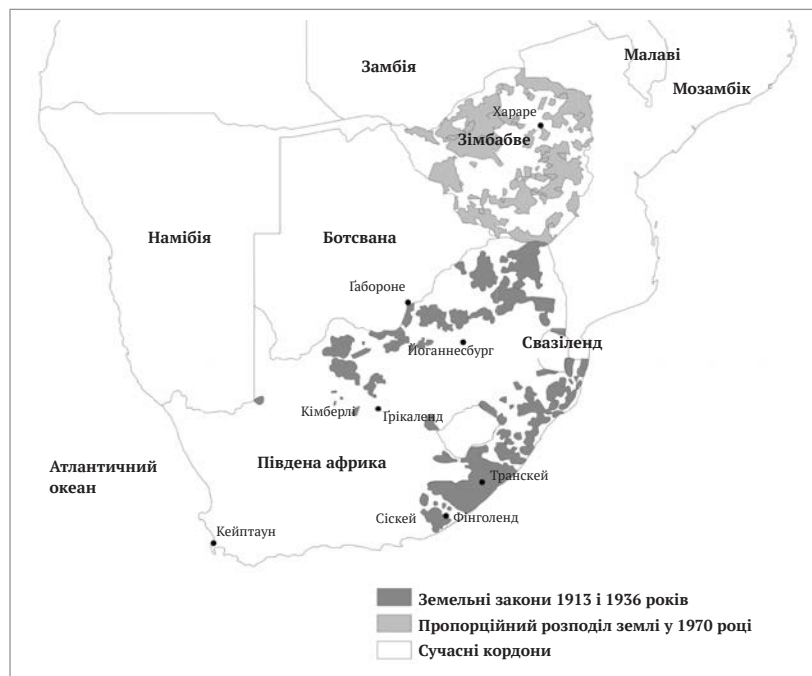 Замбія
Малаві
Мозамбік
Хараре
Зімбабве
Намібія
Ботсвана
Ґабороне
Йоганнесбург
Свазіленд
Кімберлі
Ґрікаленд
Атлантичний
океан
Південа африка
Транскей
Сіскей
Фінголенд
Кейптаун
Земельні закони 1913 і 1936 років
Пропорційний розподіл землі у 1970 році
Сучасні кордони